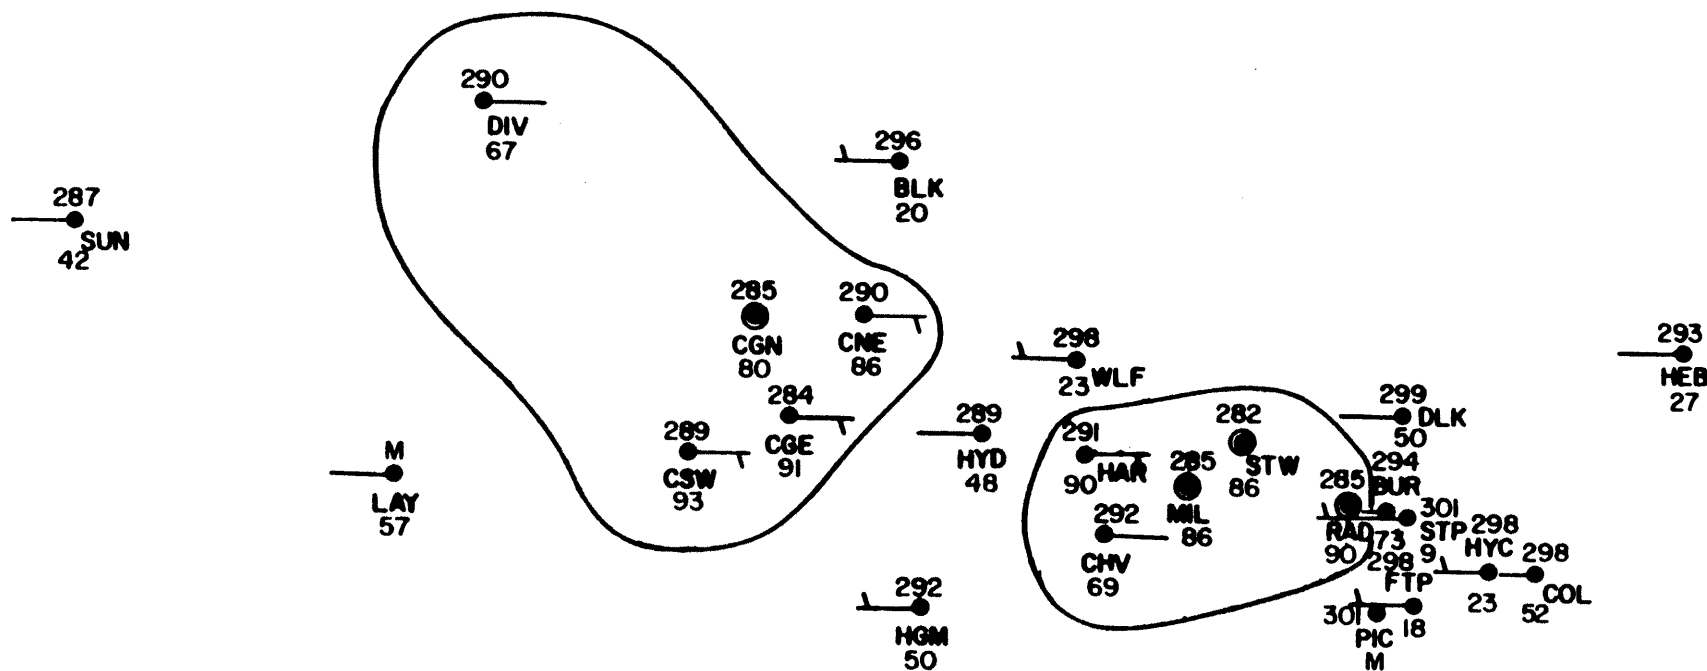 290
DIV
67
296
BLK
20
287
SUN
42
285
CGN
80
290
CNE
86
298
23 WLF
293
HEB
27
284
CGE
91
289
CSW
93
M
LAY
57
289
HYD
48
299
DLK
50
282
STW
86
291
HAR
90
285
MIL
86
292
CHV
69
285
RAD
90
294
BUR
73
301
STP
9
298
HYC
23
298
COL
52
298
FTP
18
301
PIC
M
292
HGM
50